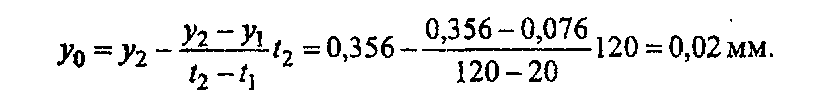 y₀ = y₂ − (y₂ − y₁)/(t₂ − t₁) t₂ = 0,356 − (0,356 − 0,076)/(120 − 20) 120 = 0,02 мм.